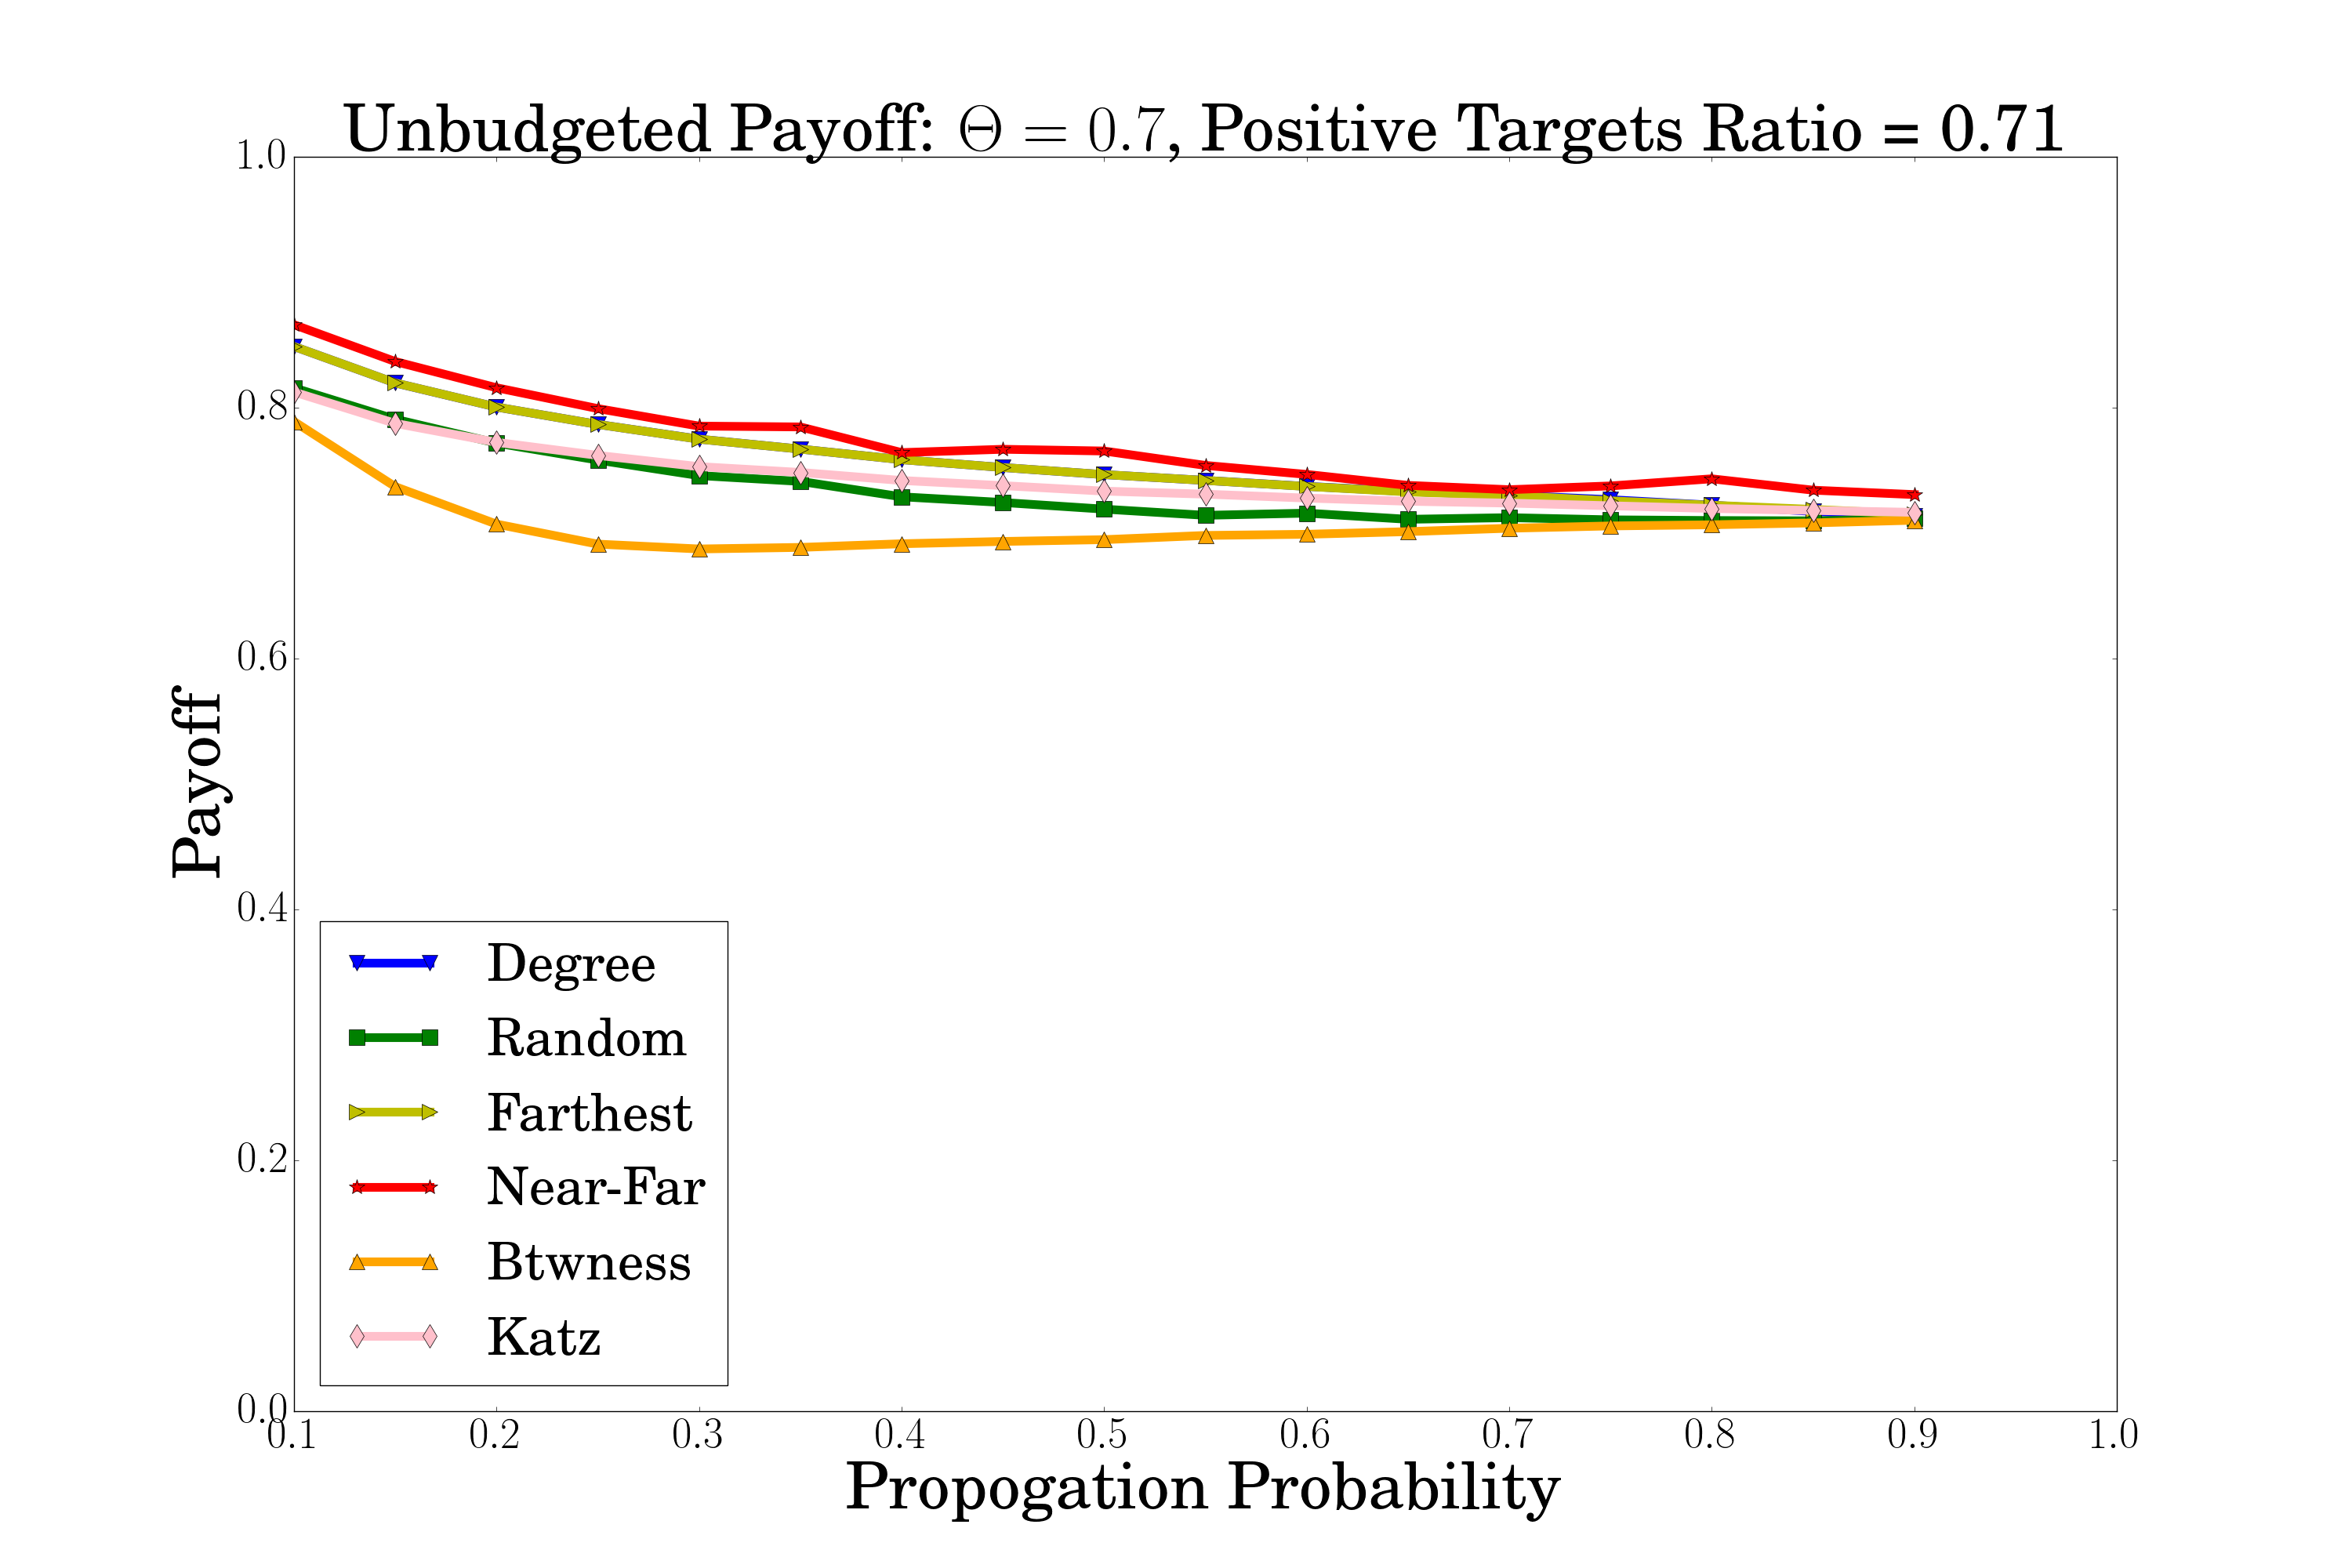 Unbudgeted Payoff: Θ = 0.7, Positive Targets Ratio = 0.71
1.0
0.8
0.6
0.4
0.2
0.0
Payoff
Degree
Random
Farthest
Near-Far
Btwness
Katz
0.1 0.2 0.3 0.4 0.5 0.6 0.7 0.8 0.9 1.0
Propogation Probability